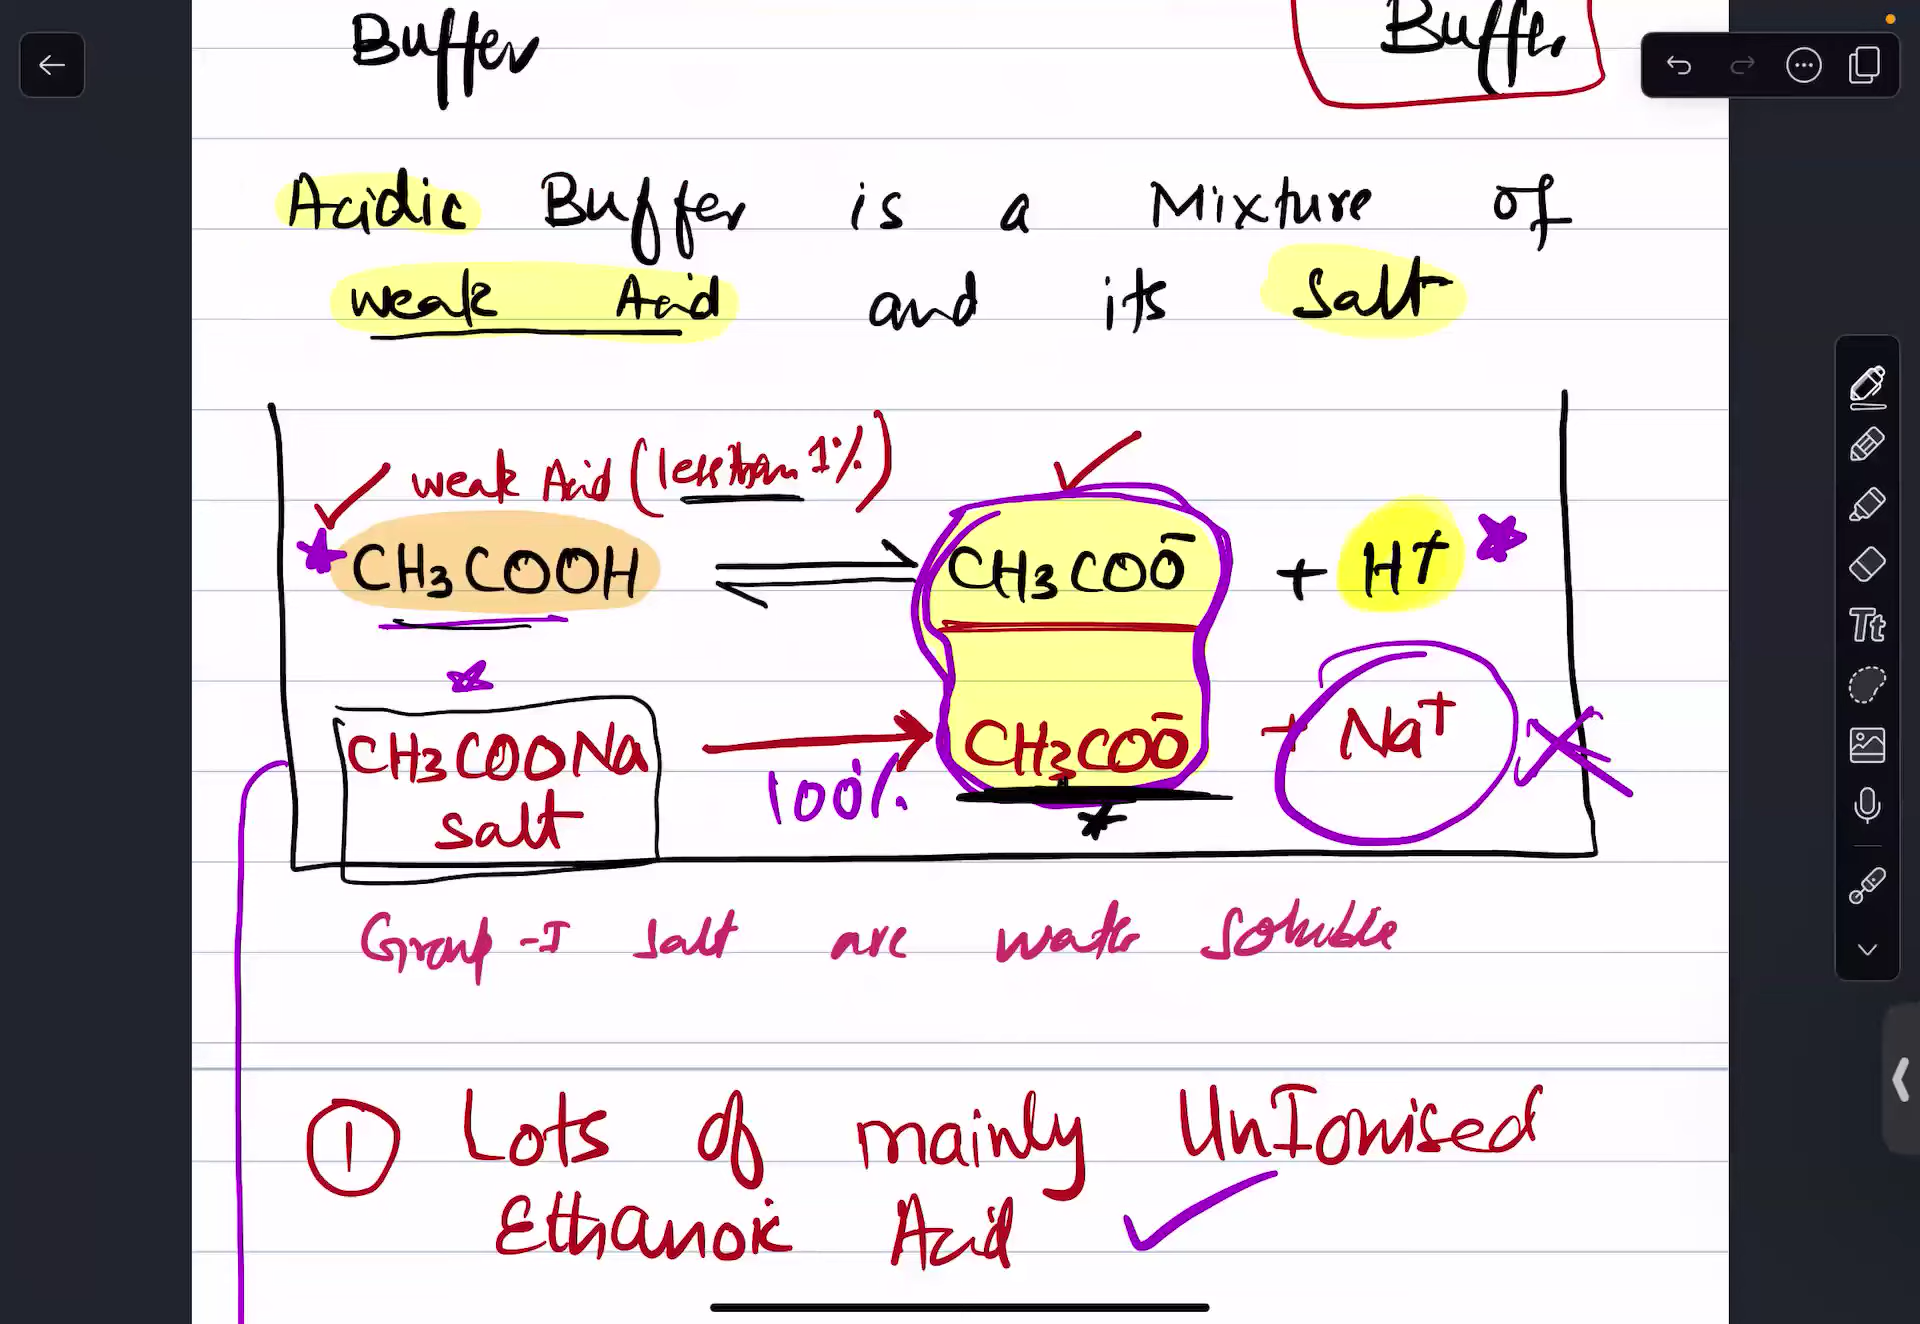 Buffer Buffer
Acidic Buffer is a Mixture of
weak Acid and its Salt
weak Acid (less than 1%)
CH3COOH ⇌ CH3COO⁻ + H+
CH3COONa → CH3COO⁻ + Na+
100%
salt
Group-I salt are water soluble
① Lots of mainly UnIonised
Ethanoic Acid
Tt